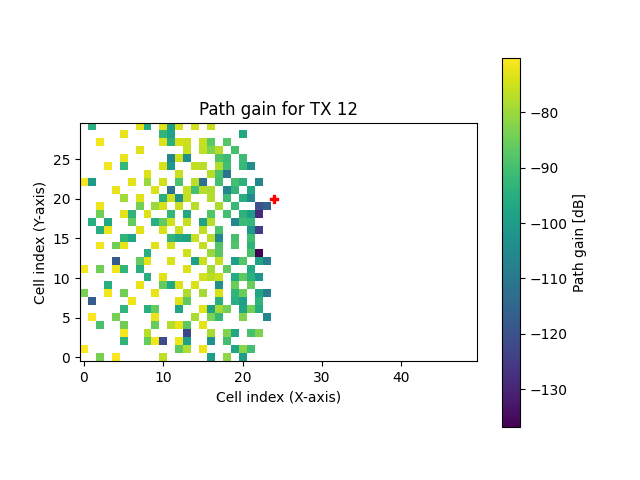 Path gain for TX 12
Cell index (Y-axis)
25
20
15
10
5
0
0 10 20 30 40
Cell index (X-axis)
−80
−90
−100
−110
−120
−130
Path gain [dB]